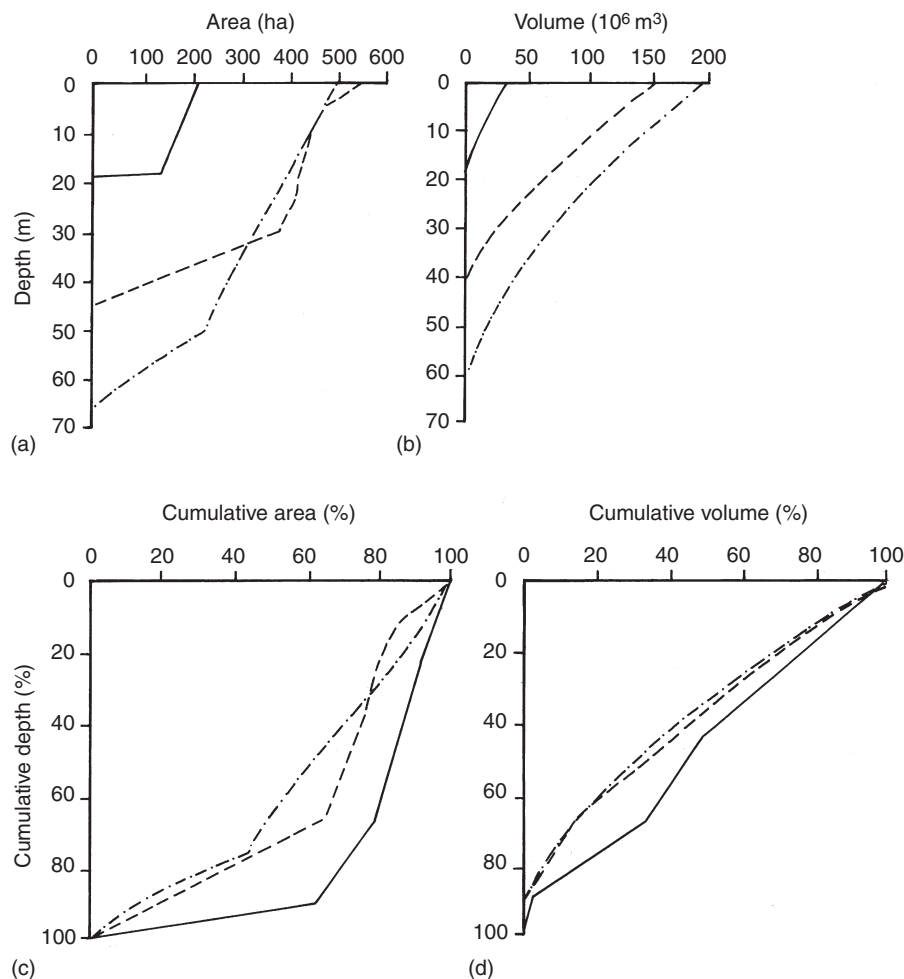 Area (ha)
0 100 200 300 400 500 600
Depth (m)
0
10
20
30
40
50
60
70
(a)
Volume (10⁶ m³)
0 50 100 150 200
0
10
20
30
40
50
60
70
(b)
Cumulative area (%)
0 20 40 60 80 100
Cumulative depth (%)
0
20
40
60
80
100
(c)
Cumulative volume (%)
0 20 40 60 80 100
0
20
40
60
80
100
(d)